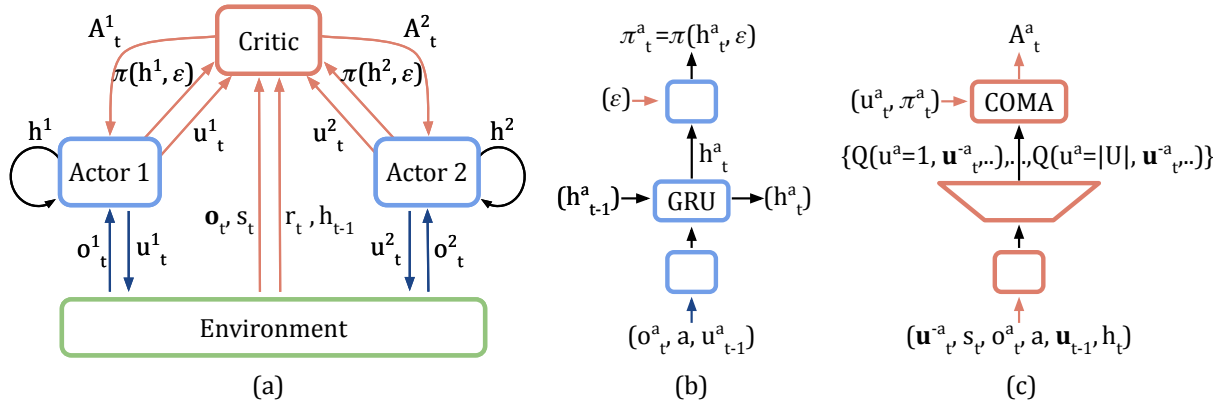 A¹ₜ
A²ₜ
Critic
π(h¹, ε)
π(h², ε)
u¹ₜ
u²ₜ
h¹
h²
Actor 1
Actor 2
𝐨ₜ, sₜ
rₜ , hₜ₋₁
o¹ₜ
u¹ₜ
u²ₜ
o²ₜ
Environment
(a)
πᵃₜ=π(hᵃₜ, ε)
(ε)
hᵃₜ
(hᵃₜ₋₁)
GRU
(hᵃₜ)
(oᵃₜ, a, uᵃₜ₋₁)
(b)
Aᵃₜ
(uᵃₜ, πᵃₜ)
COMA
{Q(uᵃ=1, 𝐮⁻ᵃₜ,..),...,Q(uᵃ=|U|, 𝐮⁻ᵃₜ,..)}
(𝐮⁻ᵃₜ, sₜ, oᵃₜ, a, 𝐮ₜ₋₁, hₜ)
(c)